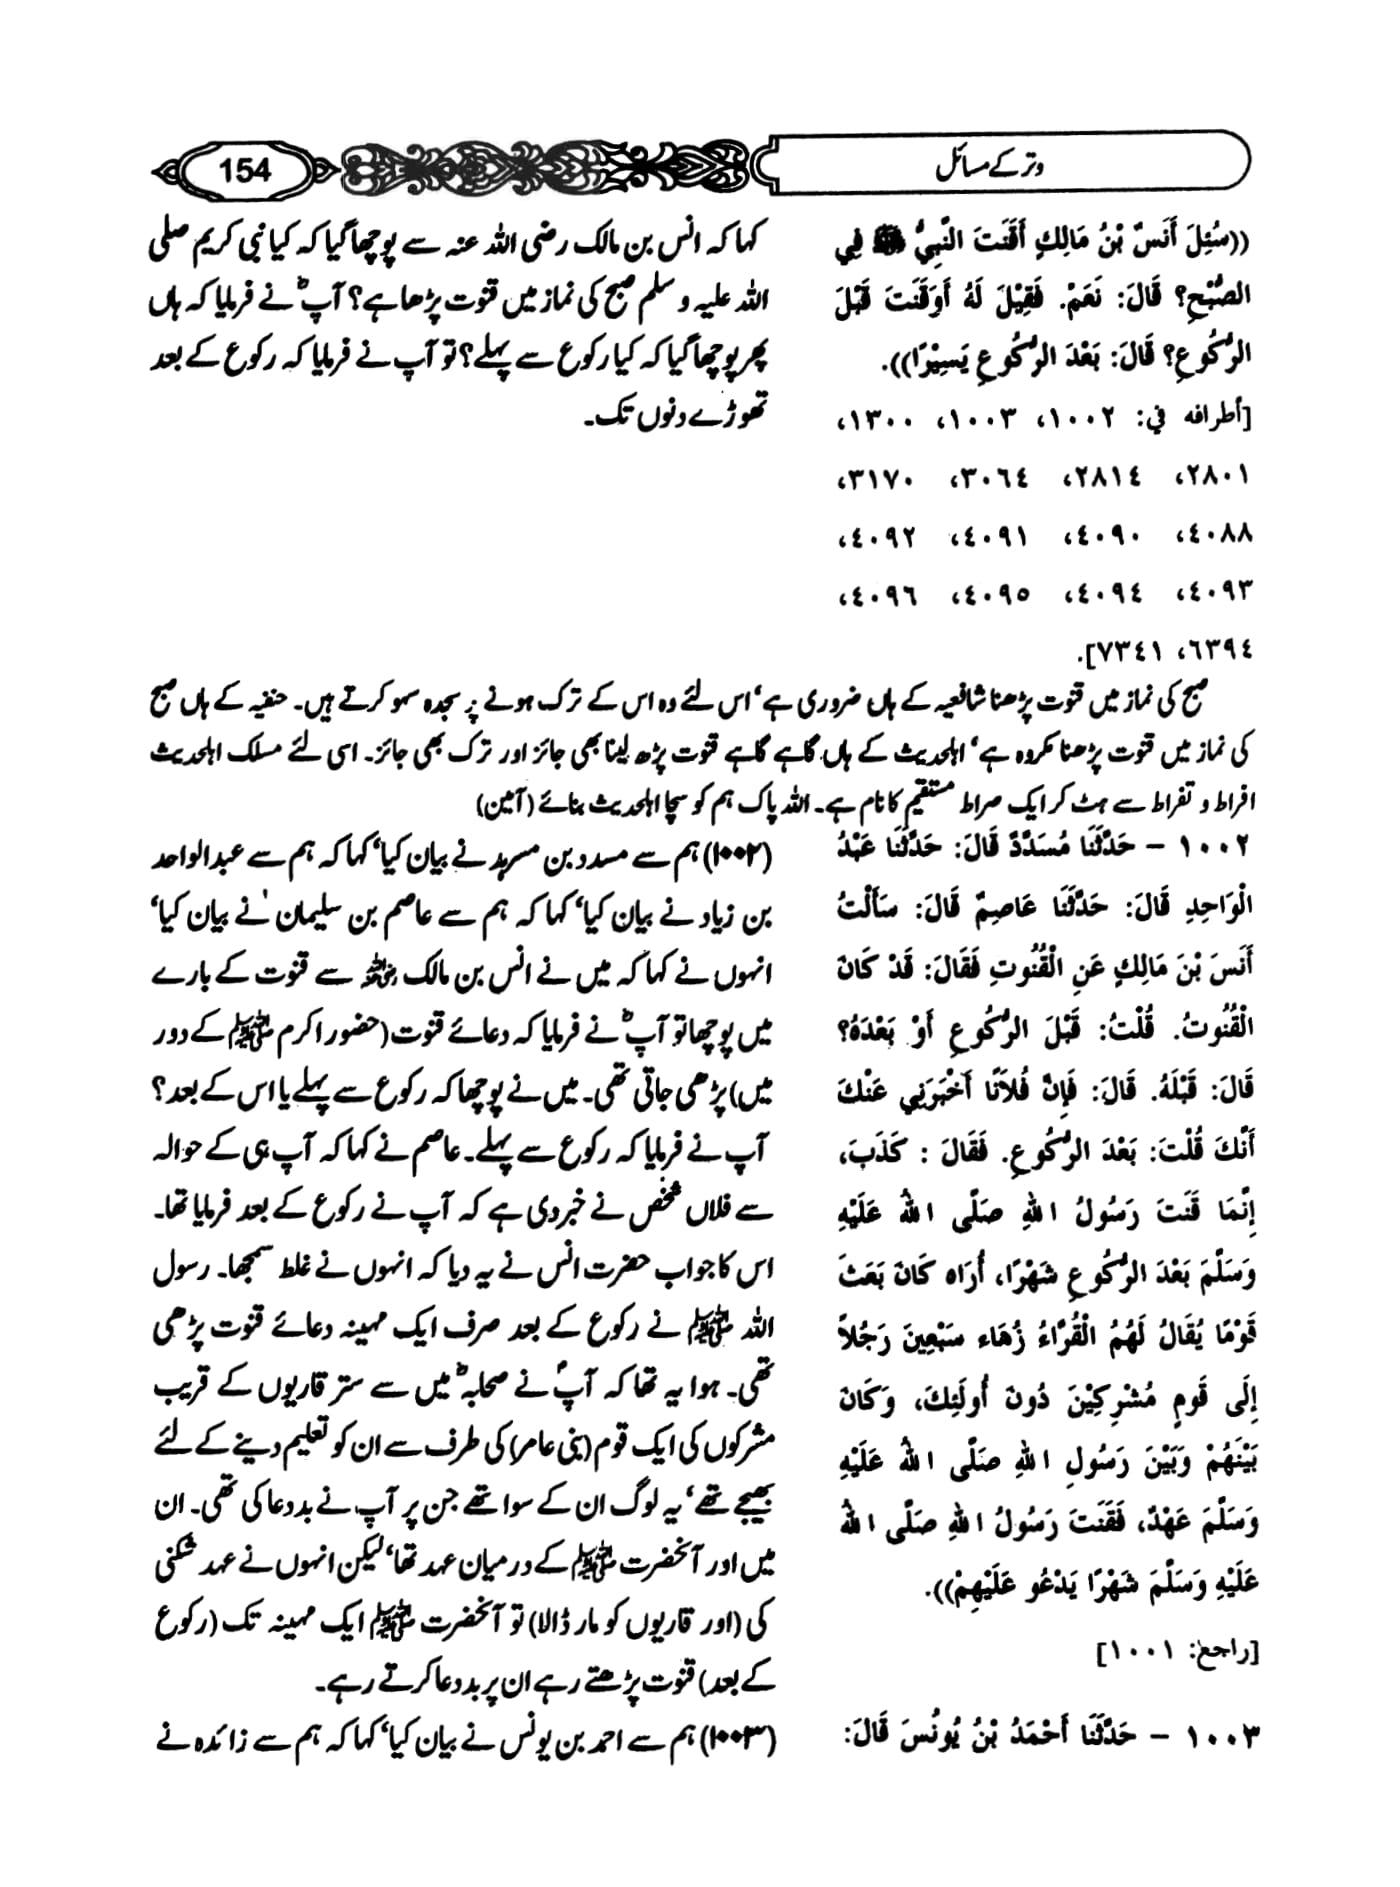 وتر کے مسائل
154
((سُئِلَ أَنَسُ بْنُ مَالِكٍ أَقَنَتَ النَّبِيُّ ﷺ فِي
الصُّبْحِ؟ قَالَ: نَعَمْ. فَقِيْلَ لَهُ أَوَقَنَتَ قَبْلَ
الرُّكُوعِ؟ قَالَ: بَعْدَ الرُّكُوعِ يَسِيْرًا)).
[أطرافه في: ١٠٠٢، ١٠٠٣، ١٣٠٠،
٢٨٠١، ٢٨١٤، ٣٠٦٤، ٣١٧٠،
٤٠٨٨، ٤٠٩٠، ٤٠٩١، ٤٠٩٢،
٤٠٩٣، ٤٠٩٤، ٤٠٩٥، ٤٠٩٦،
٦٣٩٤، ٧٣٤١].
کہا کہ انس بن مالک رضی اللہ عنہ سے پوچھا گیا کہ کیا نبی کریم صلی
اللہ علیہ و سلم صبح کی نماز میں قنوت پڑھا ہے؟ آپؓ نے فرمایا کہ ہاں
پھر پوچھا گیا کہ کیا رکوع سے پہلے؟ تو آپ نے فرمایا کہ رکوع کے بعد
تھوڑے دنوں تک۔
صبح کی نماز میں قنوت پڑھنا شافعیہ کے ہاں ضروری ہے‘ اس لئے وہ اس کے ترک ہونے پر سجدہ سہو کرتے ہیں۔ حنفیہ کے ہاں صبح
کی نماز میں قنوت پڑھنا مکروہ ہے‘ اہلحدیث کے ہاں گاہے گاہے قنوت پڑھ لینا بھی جائز اور ترک بھی جائز۔ اسی لئے مسلک اہلحدیث
افراط و تفراط سے ہٹ کر ایک صراط مستقیم کا نام ہے۔ اللہ پاک ہم کو سچا اہلحدیث بنائے (آمین)
١٠٠٢ – حَدَّثَنَا مُسَدَّدٌ قَالَ: حَدَّثَنَا عَبْدُ
الْوَاحِدِ قَالَ: حَدَّثَنَا عَاصِمٌ قَالَ: سَأَلْتُ
أَنَسَ بْنَ مَالِكٍ عَنِ الْقُنُوتِ فَقَالَ: قَدْ كَانَ
الْقُنُوتُ. قُلْتُ: قَبْلَ الرُّكُوعِ أَوْ بَعْدَهُ؟
قَالَ: قَبْلَهُ. قَالَ: فَإِنَّ فُلاَنًا أَخْبَرَنِي عَنْكَ
أَنَّكَ قُلْتَ: بَعْدَ الرُّكُوعِ. فَقَالَ : كَذَبَ،
إِنَّمَا قَنَتَ رَسُولُ اللهِ صَلَّى اللهُ عَلَيْهِ
وَسَلَّمَ بَعْدَ الرُّكُوعِ شَهْرًا، أُرَاه كَانَ بَعَثَ
قَوْمًا يُقَالُ لَهُمُ الْقُرَّاءُ زُهَاءَ سَبْعِينَ رَجُلاً
إِلَى قَومٍ مُشْرِكِيْنَ دُونَ أُولَئِكَ، وَكَانَ
بَيْنَهُمْ وَبَيْنَ رَسُولِ اللهِ صَلَّى اللهُ عَلَيْهِ
وَسَلَّمَ عَهْدٌ، فَقَنَتَ رَسُولُ اللهِ صَلَّى اللهُ
عَلَيْهِ وَسَلَّمَ شَهْرًا يَدْعُو عَلَيْهِمْ)).
[راجع: ١٠٠١]
١٠٠٣ – حَدَّثَنَا أَحْمَدُ بْنُ يُونُسَ قَالَ:
(۱۰۰۲) ہم سے مسدد بن مسرہد نے بیان کیا‘ کہا کہ ہم سے عبدالواحد
بن زیاد نے بیان کیا‘ کہا کہ ہم سے عاصم بن سلیمان نے بیان کیا‘
انہوں نے کہا کہ میں نے انس بن مالک رضی اللہ عنہ سے قنوت کے بارے
میں پوچھا تو آپؓ نے فرمایا کہ دعائے قنوت (حضور اکرم ﷺ کے دور
میں) پڑھی جاتی تھی۔ میں نے پوچھا کہ رکوع سے پہلے یا اس کے بعد؟
آپ نے فرمایا کہ رکوع سے پہلے۔ عاصم نے کہا کہ آپ ہی کے حوالہ
سے فلاں شخص نے خبر دی ہے کہ آپ نے رکوع کے بعد فرمایا تھا۔
اس کا جواب حضرت انس نے یہ دیا کہ انہوں نے غلط سمجھا۔ رسول
اللہ ﷺ نے رکوع کے بعد صرف ایک مہینہ دعائے قنوت پڑھی
تھی۔ ہوا یہ تھا کہ آپؐ نے صحابہؓ میں سے ستر قاریوں کے قریب
مشرکوں کی ایک قوم (بنی عامر) کی طرف سے ان کو تعلیم دینے کے لئے
بھیجے تھے‘ یہ لوگ ان کے سوا تھے جن پر آپ نے بددعا کی تھی۔ ان
میں اور آنحضرت ﷺ کے درمیان عہد تھا‘ لیکن انہوں نے عہد شکنی
کی (اور قاریوں کو مار ڈالا) تو آنحضرت ﷺ ایک مہینہ تک (رکوع
کے بعد) قنوت پڑھتے رہے ان پر بددعا کرتے رہے۔
(۱۰۰۳) ہم سے احمد بن یونس نے بیان کیا‘ کہا کہ ہم سے زائدہ نے